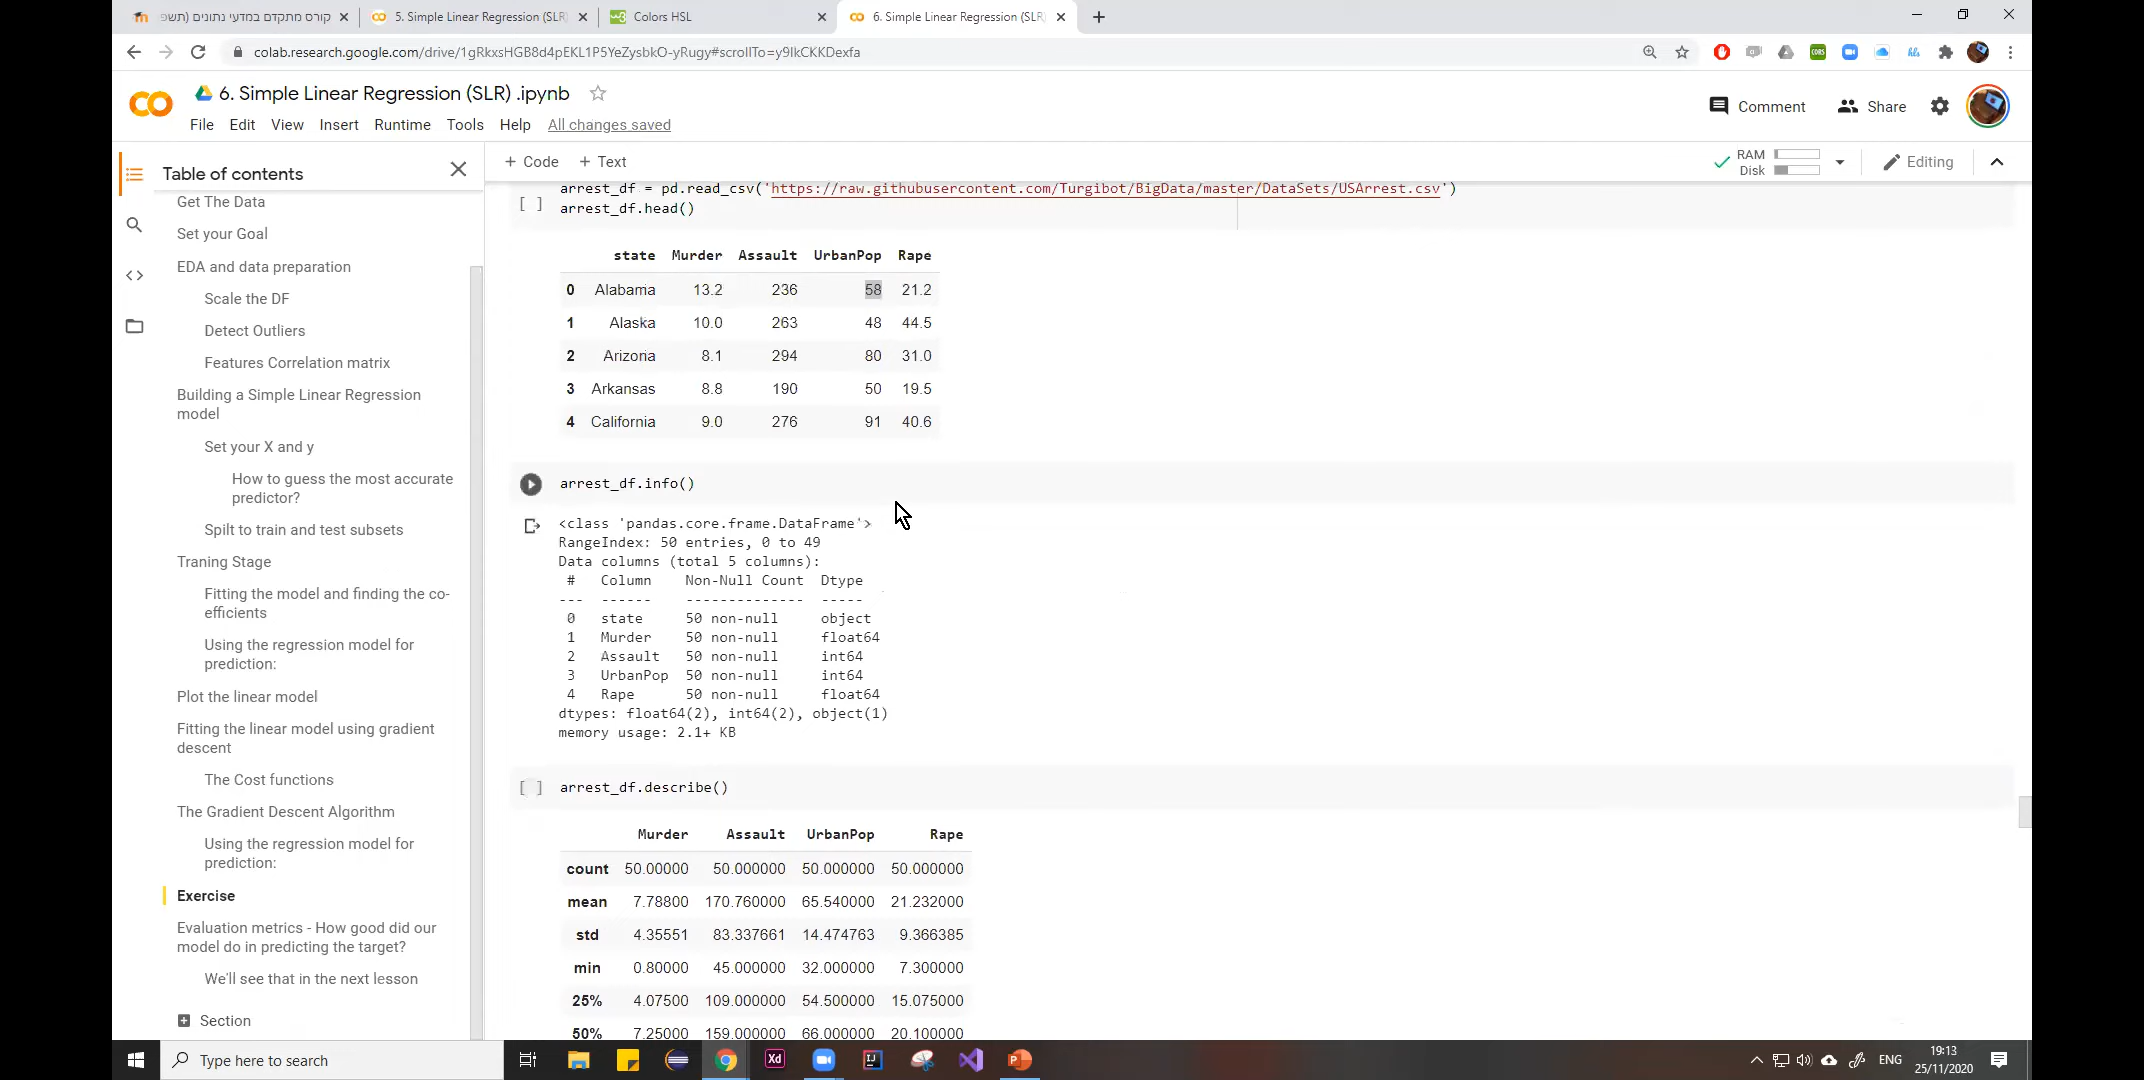 קורס מתקדם במדעי נתונים (תשפ
5. Simple Linear Regression (SLR)
Colors HSL
6. Simple Linear Regression (SLR)
colab.research.google.com/drive/1gRkxsHGB8d4pEKL1P5YeZysbkO-yRugy#scrollTo=y9IkCKKDexfa
CO 6. Simple Linear Regression (SLR) .ipynb
Comment Share
File Edit View Insert Runtime Tools Help All changes saved
Table of contents
+ Code + Text
RAM
Disk
Editing
Get The Data
Set your Goal
EDA and data preparation
Scale the DF
Detect Outliers
Features Correlation matrix
Building a Simple Linear Regression
model
Set your X and y
How to guess the most accurate
predictor?
Spilt to train and test subsets
Traning Stage
Fitting the model and finding the co-
efficients
Using the regression model for
prediction:
Plot the linear model
Fitting the linear model using gradient
descent
The Cost functions
The Gradient Descent Algorithm
Using the regression model for
prediction:
Exercise
Evaluation metrics - How good did our
model do in predicting the target?
We'll see that in the next lesson
Section
arrest_df = pd.read_csv('https://raw.githubusercontent.com/Turgibot/BigData/master/DataSets/USArrest.csv')
[ ] arrest_df.head()
state Murder Assault UrbanPop Rape
0 Alabama 13.2 236 58 21.2
1 Alaska 10.0 263 48 44.5
2 Arizona 8.1 294 80 31.0
3 Arkansas 8.8 190 50 19.5
4 California 9.0 276 91 40.6
arrest_df.info()
<class 'pandas.core.frame.DataFrame'>
RangeIndex: 50 entries, 0 to 49
Data columns (total 5 columns):
# Column Non-Null Count Dtype
--- ------ -------------- -----
0 state 50 non-null object
1 Murder 50 non-null float64
2 Assault 50 non-null int64
3 UrbanPop 50 non-null int64
4 Rape 50 non-null float64
dtypes: float64(2), int64(2), object(1)
memory usage: 2.1+ KB
[ ] arrest_df.describe()
Murder Assault UrbanPop Rape
count 50.00000 50.000000 50.000000 50.000000
mean 7.78800 170.760000 65.540000 21.232000
std 4.35551 83.337661 14.474763 9.366385
min 0.80000 45.000000 32.000000 7.300000
25% 4.07500 109.000000 54.500000 15.075000
50% 7.25000 159.000000 66.000000 20.100000
Type here to search
Xd
ENG
19:13
25/11/2020